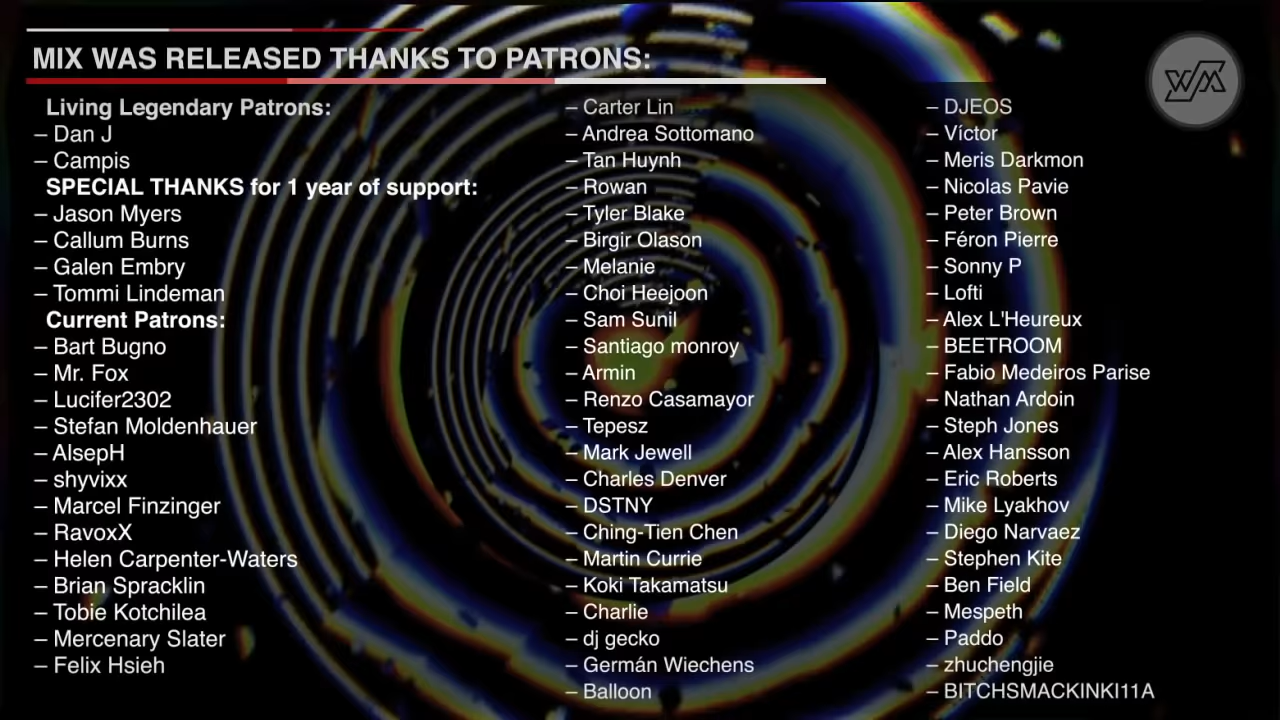 MIX WAS RELEASED THANKS TO PATRONS:
WM
Living Legendary Patrons:
– Dan J
– Campis
SPECIAL THANKS for 1 year of support:
– Jason Myers
– Callum Burns
– Galen Embry
– Tommi Lindeman
Current Patrons:
– Bart Bugno
– Mr. Fox
– Lucifer2302
– Stefan Moldenhauer
– AlsepH
– shyvixx
– Marcel Finzinger
– RavoxX
– Helen Carpenter-Waters
– Brian Spracklin
– Tobie Kotchilea
– Mercenary Slater
– Felix Hsieh
– Carter Lin
– Andrea Sottomano
– Tan Huynh
– Rowan
– Tyler Blake
– Birgir Olason
– Melanie
– Choi Heejoon
– Sam Sunil
– Santiago monroy
– Armin
– Renzo Casamayor
– Tepesz
– Mark Jewell
– Charles Denver
– DSTNY
– Ching-Tien Chen
– Martin Currie
– Koki Takamatsu
– Charlie
– dj gecko
– Germán Wiechens
– Balloon
– DJEOS
– Víctor
– Meris Darkmon
– Nicolas Pavie
– Peter Brown
– Féron Pierre
– Sonny P
– Lofti
– Alex L'Heureux
– BEETROOM
– Fabio Medeiros Parise
– Nathan Ardoin
– Steph Jones
– Alex Hansson
– Eric Roberts
– Mike Lyakhov
– Diego Narvaez
– Stephen Kite
– Ben Field
– Mespeth
– Paddo
– zhuchengjie
– BITCHSMACKINKI11A